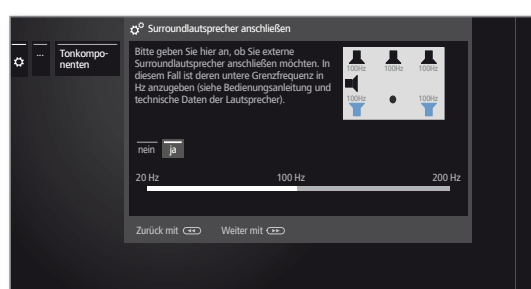 Surroundlautsprecher anschließen
...
Tonkompo-
nenten
Bitte geben Sie hier an, ob Sie externe
Surroundlautsprecher anschließen möchten. In
diesem Fall ist deren untere Grenzfrequenz in
Hz anzugeben (siehe Bedienungsanleitung und
technische Daten der Lautsprecher).
100Hz 100Hz 100Hz
100Hz 100Hz
nein ja
20 Hz 100 Hz 200 Hz
Zurück mit Weiter mit